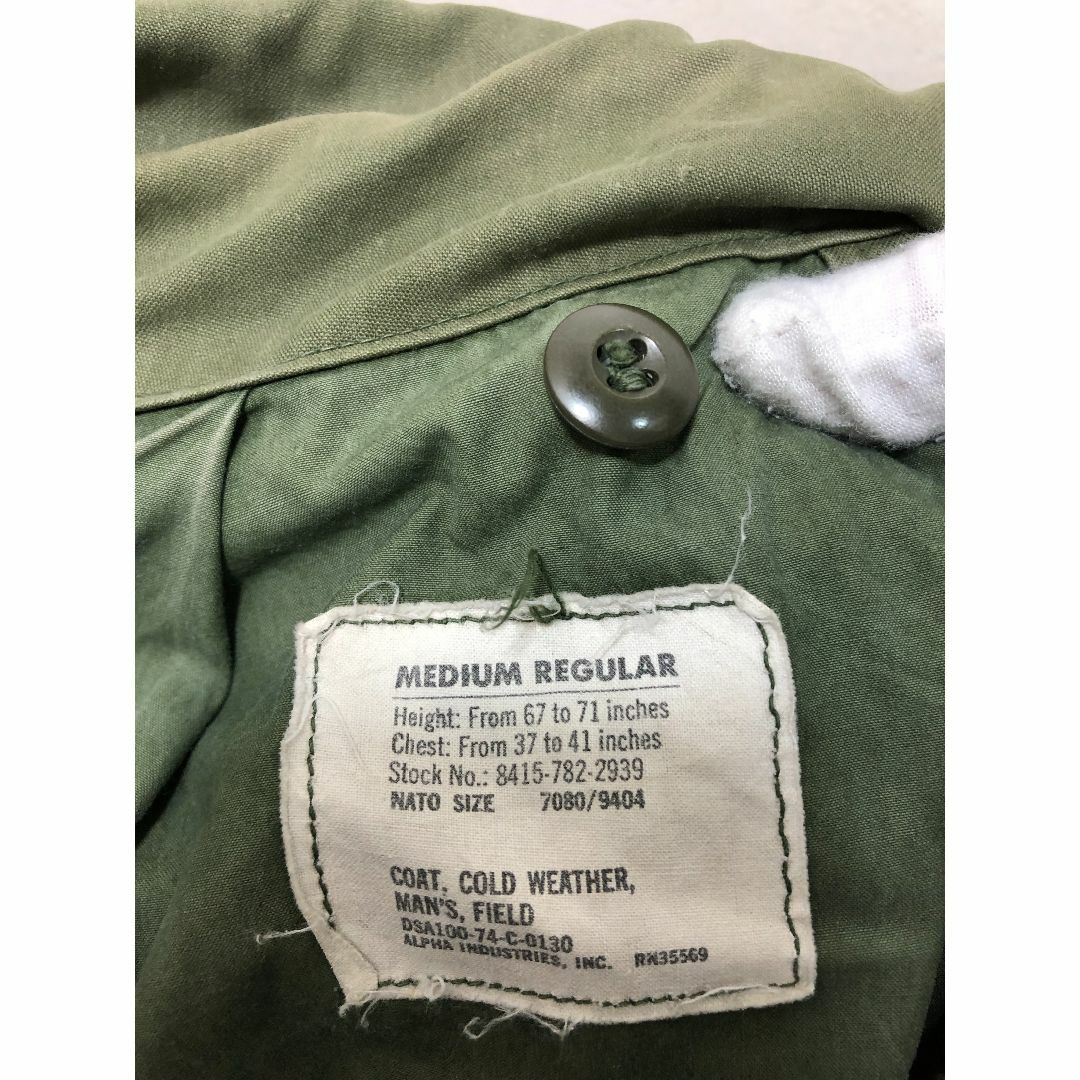 MEDIUM REGULAR
Height: From 67 to 71 inches
Chest: From 37 to 41 inches
Stock No.: 8415-782-2939
NATO SIZE 7080/9404
COAT, COLD WEATHER,
MAN'S, FIELD
DSA100-74-C-0130
ALPHA INDUSTRIES, INC. RN35569